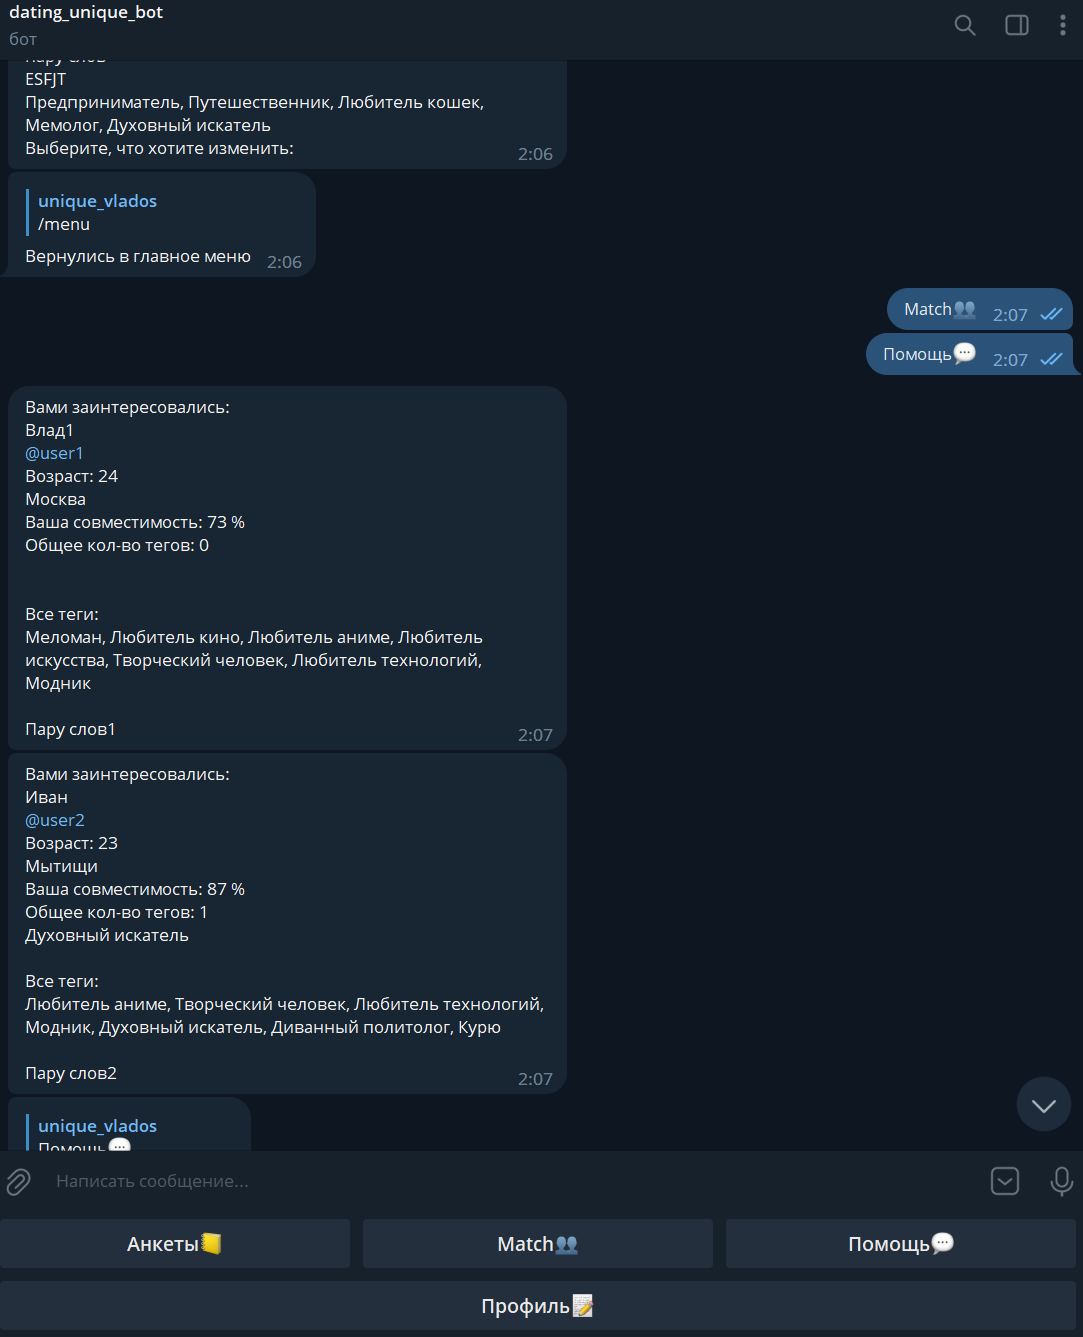 dating_unique_bot
бот
Пару слов
ESFJT
Предприниматель, Путешественник, Любитель кошек,
Мемолог, Духовный искатель
Выберите, что хотите изменить:
2:06
unique_vlados
/menu
Вернулись в главное меню
2:06
Match👥 2:07
Помощь💬 2:07
Вами заинтересовались:
Влад1
@user1
Возраст: 24
Москва
Ваша совместимость: 73 %
Общее кол-во тегов: 0
Все теги:
Меломан, Любитель кино, Любитель аниме, Любитель
искусства, Творческий человек, Любитель технологий,
Модник
Пару слов1
2:07
Вами заинтересовались:
Иван
@user2
Возраст: 23
Мытищи
Ваша совместимость: 87 %
Общее кол-во тегов: 1
Духовный искатель
Все теги:
Любитель аниме, Творческий человек, Любитель технологий,
Модник, Духовный искатель, Диванный политолог, Курю
Пару слов2
2:07
unique_vlados
Помощь💬
Написать сообщение...
Анкеты📒
Match👥
Помощь💬
Профиль📝